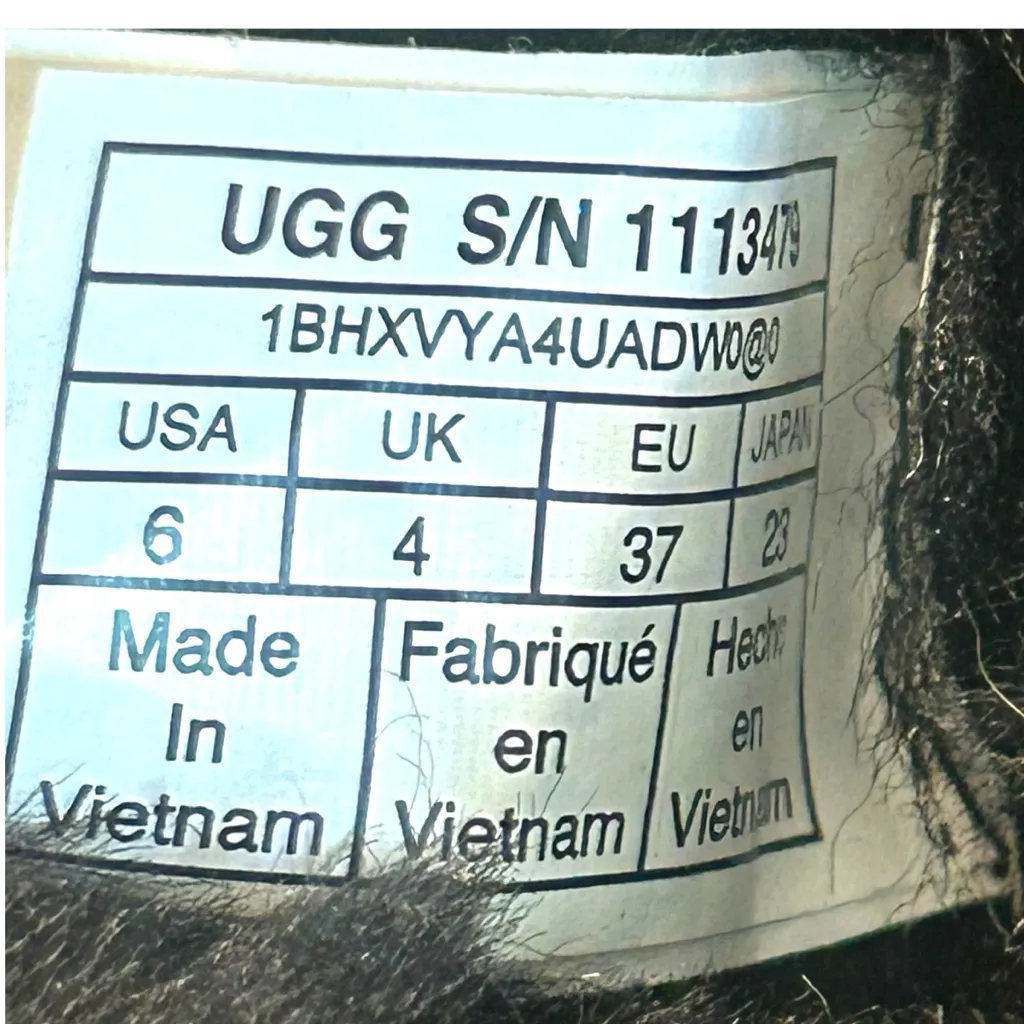 UGG S/N 1113479
1BHXVYA4UADW0@0
USA UK EU JAPAN
6 4 37 23
Made Fabriqué Hecho
In en en
Vietnam Vietnam Vietnam